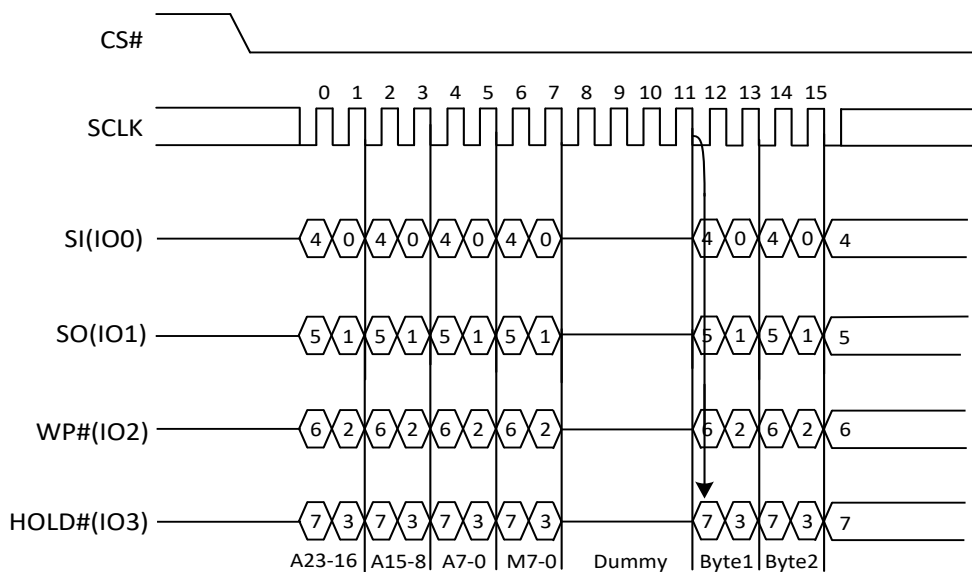 CS#
0 1 2 3 4 5 6 7 8 9 10 11 12 13 14 15
SCLK
SI(IO0) 4 0 4 0 4 0 4 0 4 0 4 0 4
SO(IO1) 5 1 5 1 5 1 5 1 5 1 5 1 5
WP#(IO2) 6 2 6 2 6 2 6 2 6 2 6 2 6
HOLD#(IO3) 7 3 7 3 7 3 7 3 7 3 7 3 7
A23-16 A15-8 A7-0 M7-0 Dummy Byte1 Byte2